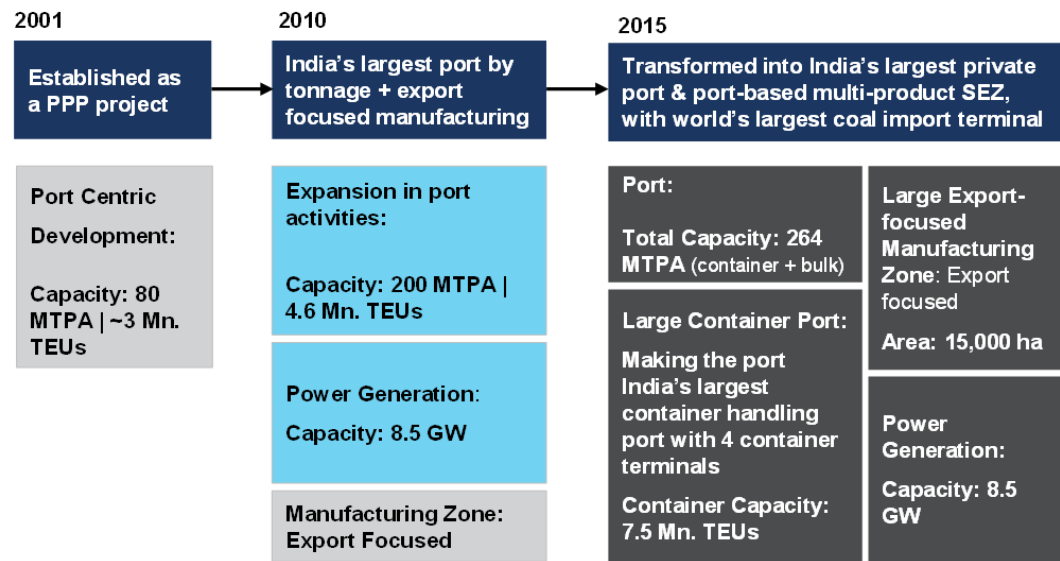 2001
Established as
a PPP project
Port Centric
Development:
Capacity: 80
MTPA | ~3 Mn.
TEUs
2010
India's largest port by
tonnage + export
focused manufacturing
Expansion in port
activities:
Capacity: 200 MTPA |
4.6 Mn. TEUs
Power Generation:
Capacity: 8.5 GW
Manufacturing Zone:
Export Focused
2015
Transformed into India's largest private
port & port-based multi-product SEZ,
with world's largest coal import terminal
Port:
Total Capacity: 264
MTPA (container + bulk)
Large Container Port:
Making the port
India's largest
container handling
port with 4 container
terminals
Container Capacity:
7.5 Mn. TEUs
Large Export-
focused
Manufacturing
Zone: Export
focused
Area: 15,000 ha
Power
Generation:
Capacity: 8.5
GW